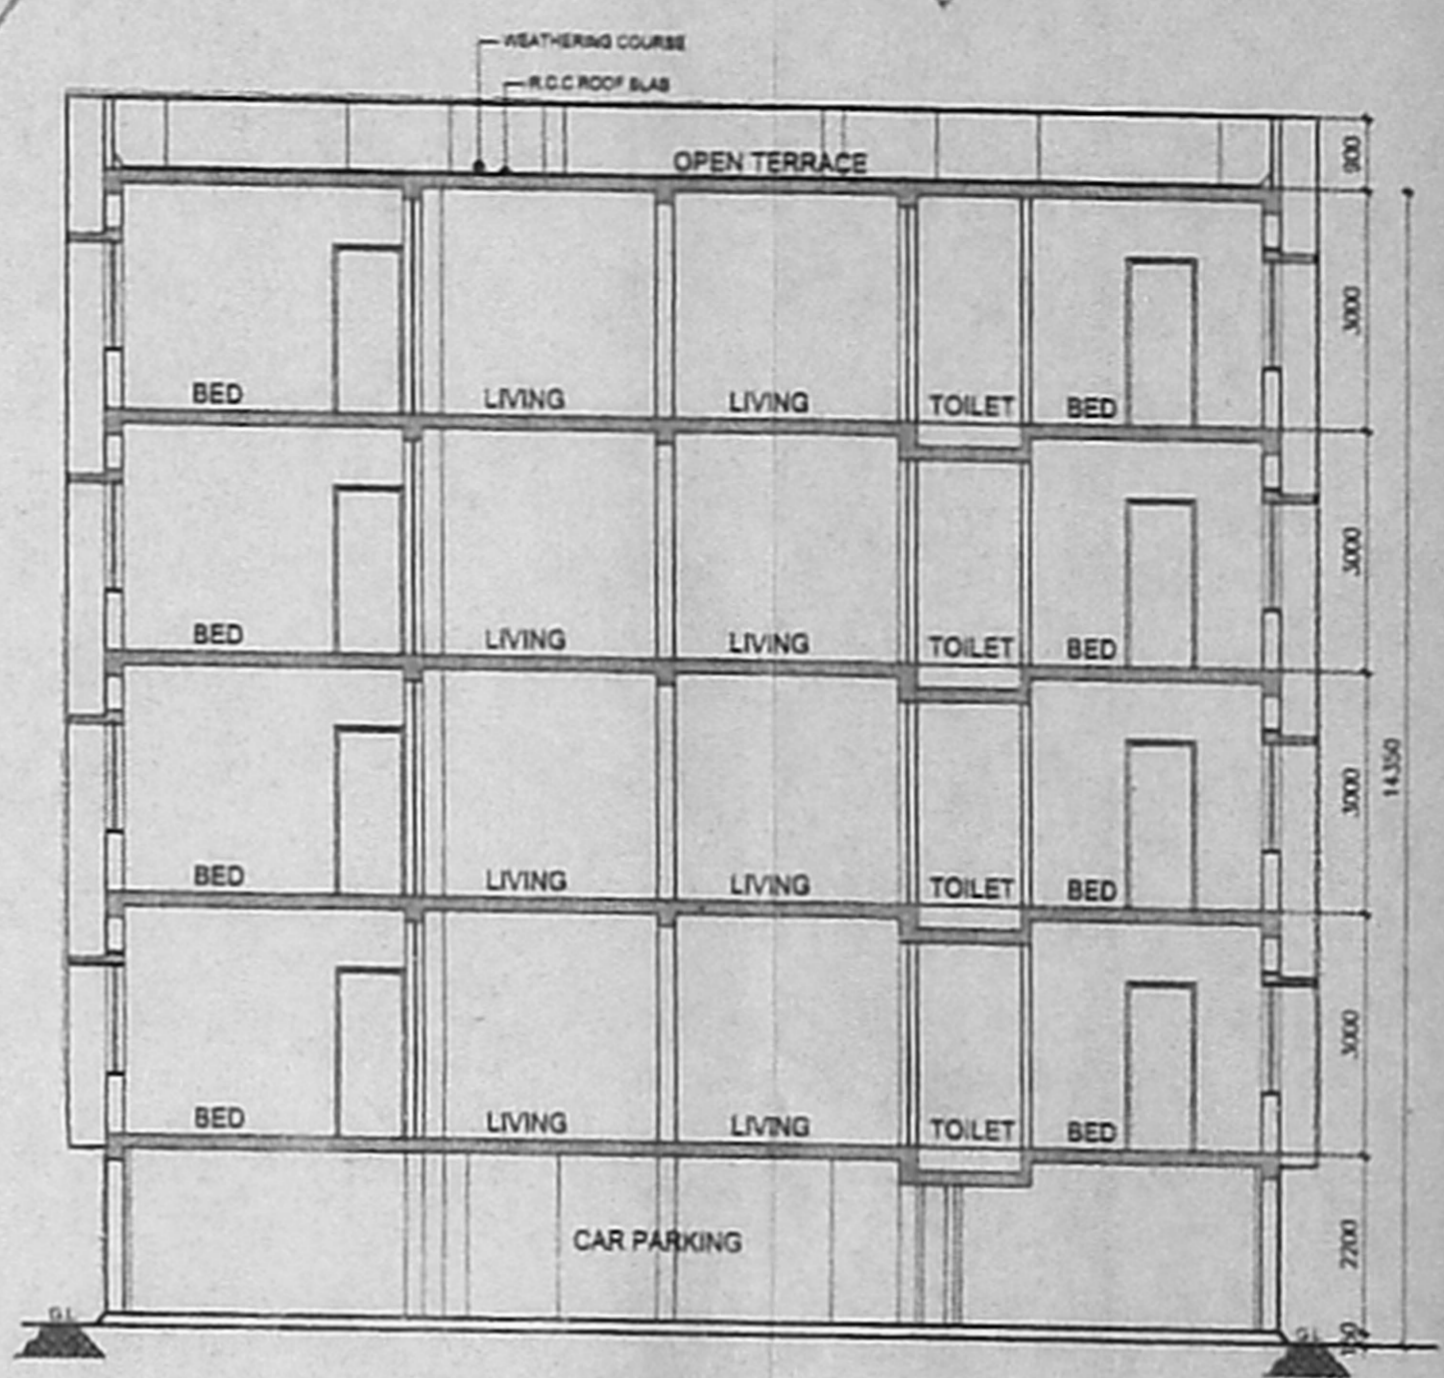 WEATHERING COURSE
R.C.C ROOF SLAB
OPEN TERRACE
900
BED LIVING LIVING TOILET BED
3000
BED LIVING LIVING TOILET BED
3000
BED LIVING LIVING TOILET BED
3000
14350
BED LIVING LIVING TOILET BED
3000
CAR PARKING
2200
G.L
G.L
150